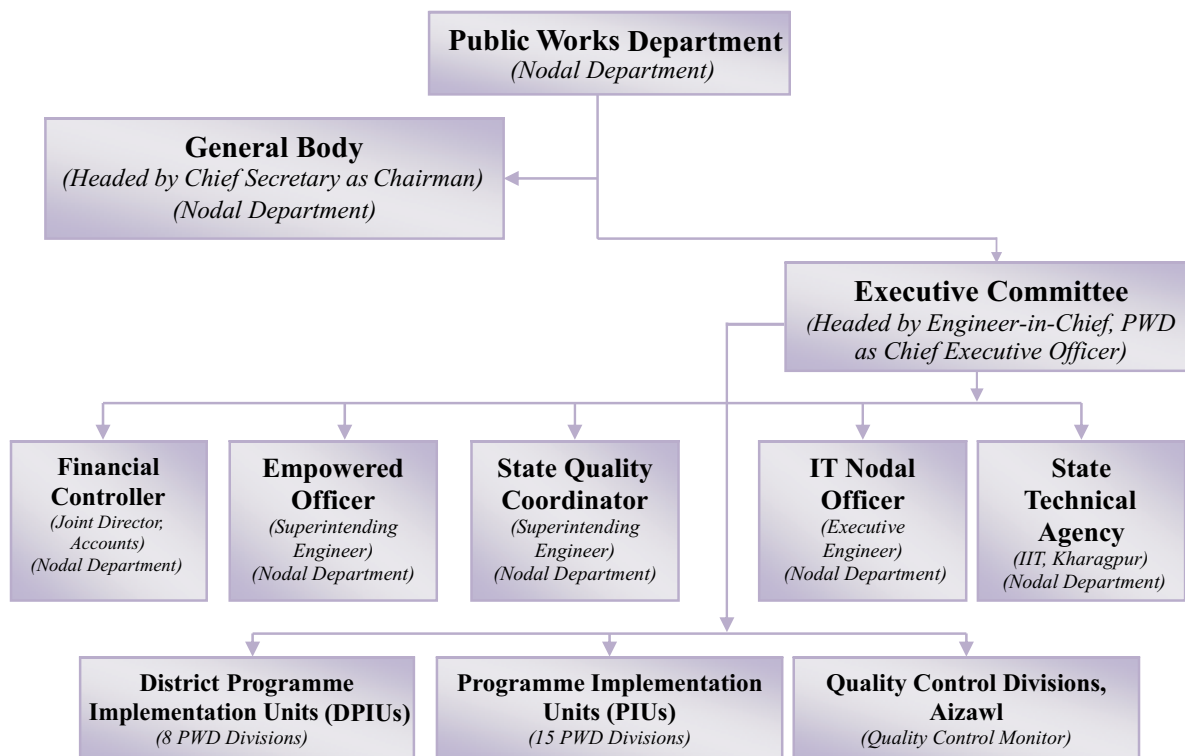 Public Works Department
(Nodal Department)
General Body
(Headed by Chief Secretary as Chairman)
(Nodal Department)
Executive Committee
(Headed by Engineer-in-Chief, PWD
as Chief Executive Officer)
Financial
Controller
(Joint Director,
Accounts)
(Nodal Department)
Empowered
Officer
(Superintending
Engineer)
(Nodal Department)
State Quality
Coordinator
(Superintending
Engineer)
(Nodal Department)
IT Nodal
Officer
(Executive
Engineer)
(Nodal Department)
State
Technical
Agency
(IIT, Kharagpur)
(Nodal Department)
District Programme
Implementation Units (DPIUs)
(8 PWD Divisions)
Programme Implementation
Units (PIUs)
(15 PWD Divisions)
Quality Control Divisions,
Aizawl
(Quality Control Monitor)